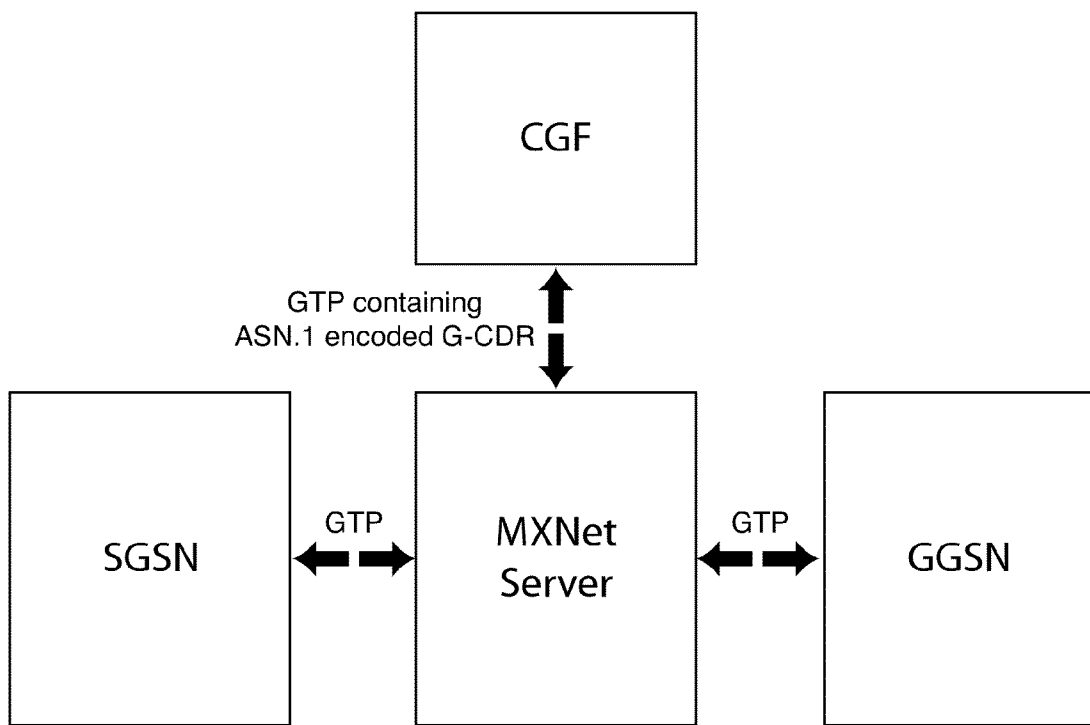 CGF
GTP containing
ASN.1 encoded G-CDR
SGSN
GTP
MXNet
Server
GTP
GGSN